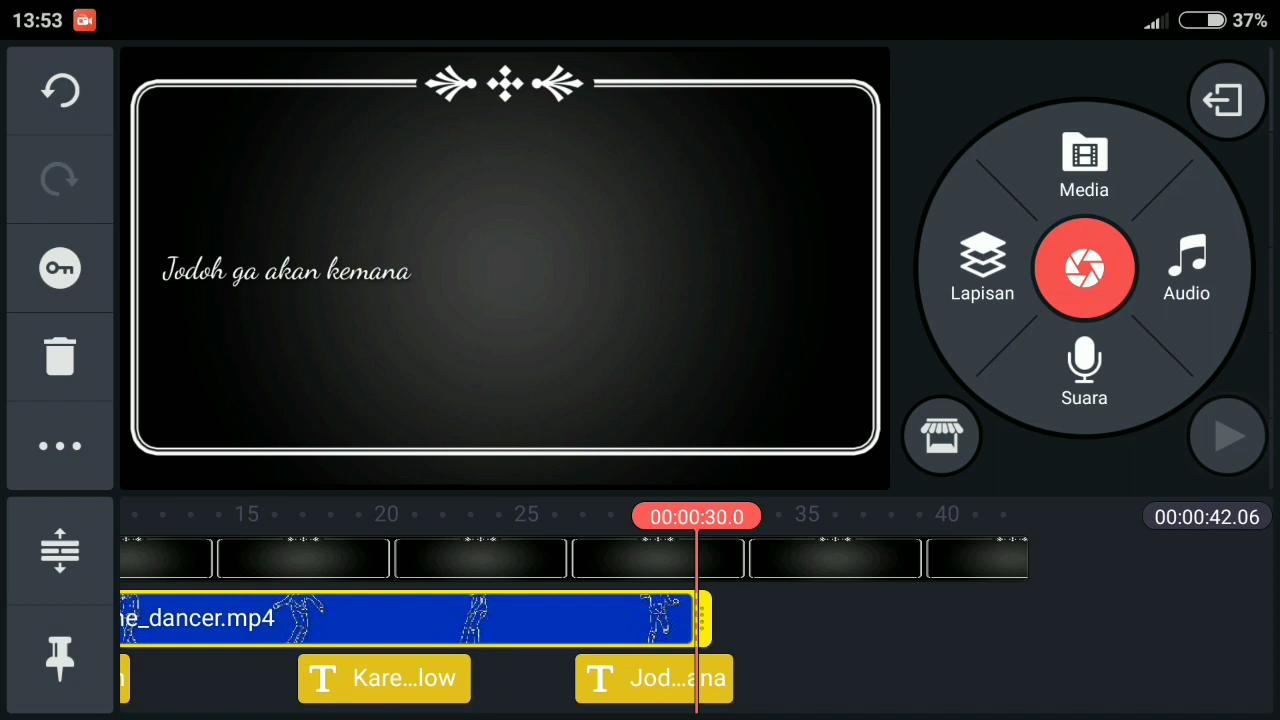 13:53
37%
Jodoh ga akan kemana
Media
Lapisan
Audio
Suara
15
20
25
00:00:30.0
35
40
00:00:42.06
ne_dancer.mp4
T Kare...low
T Jod...ana